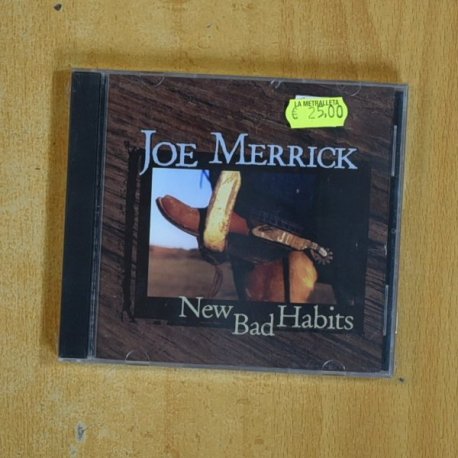 LA METRALLETA
€ 25,00
JOE MERRICK
New Bad Habits